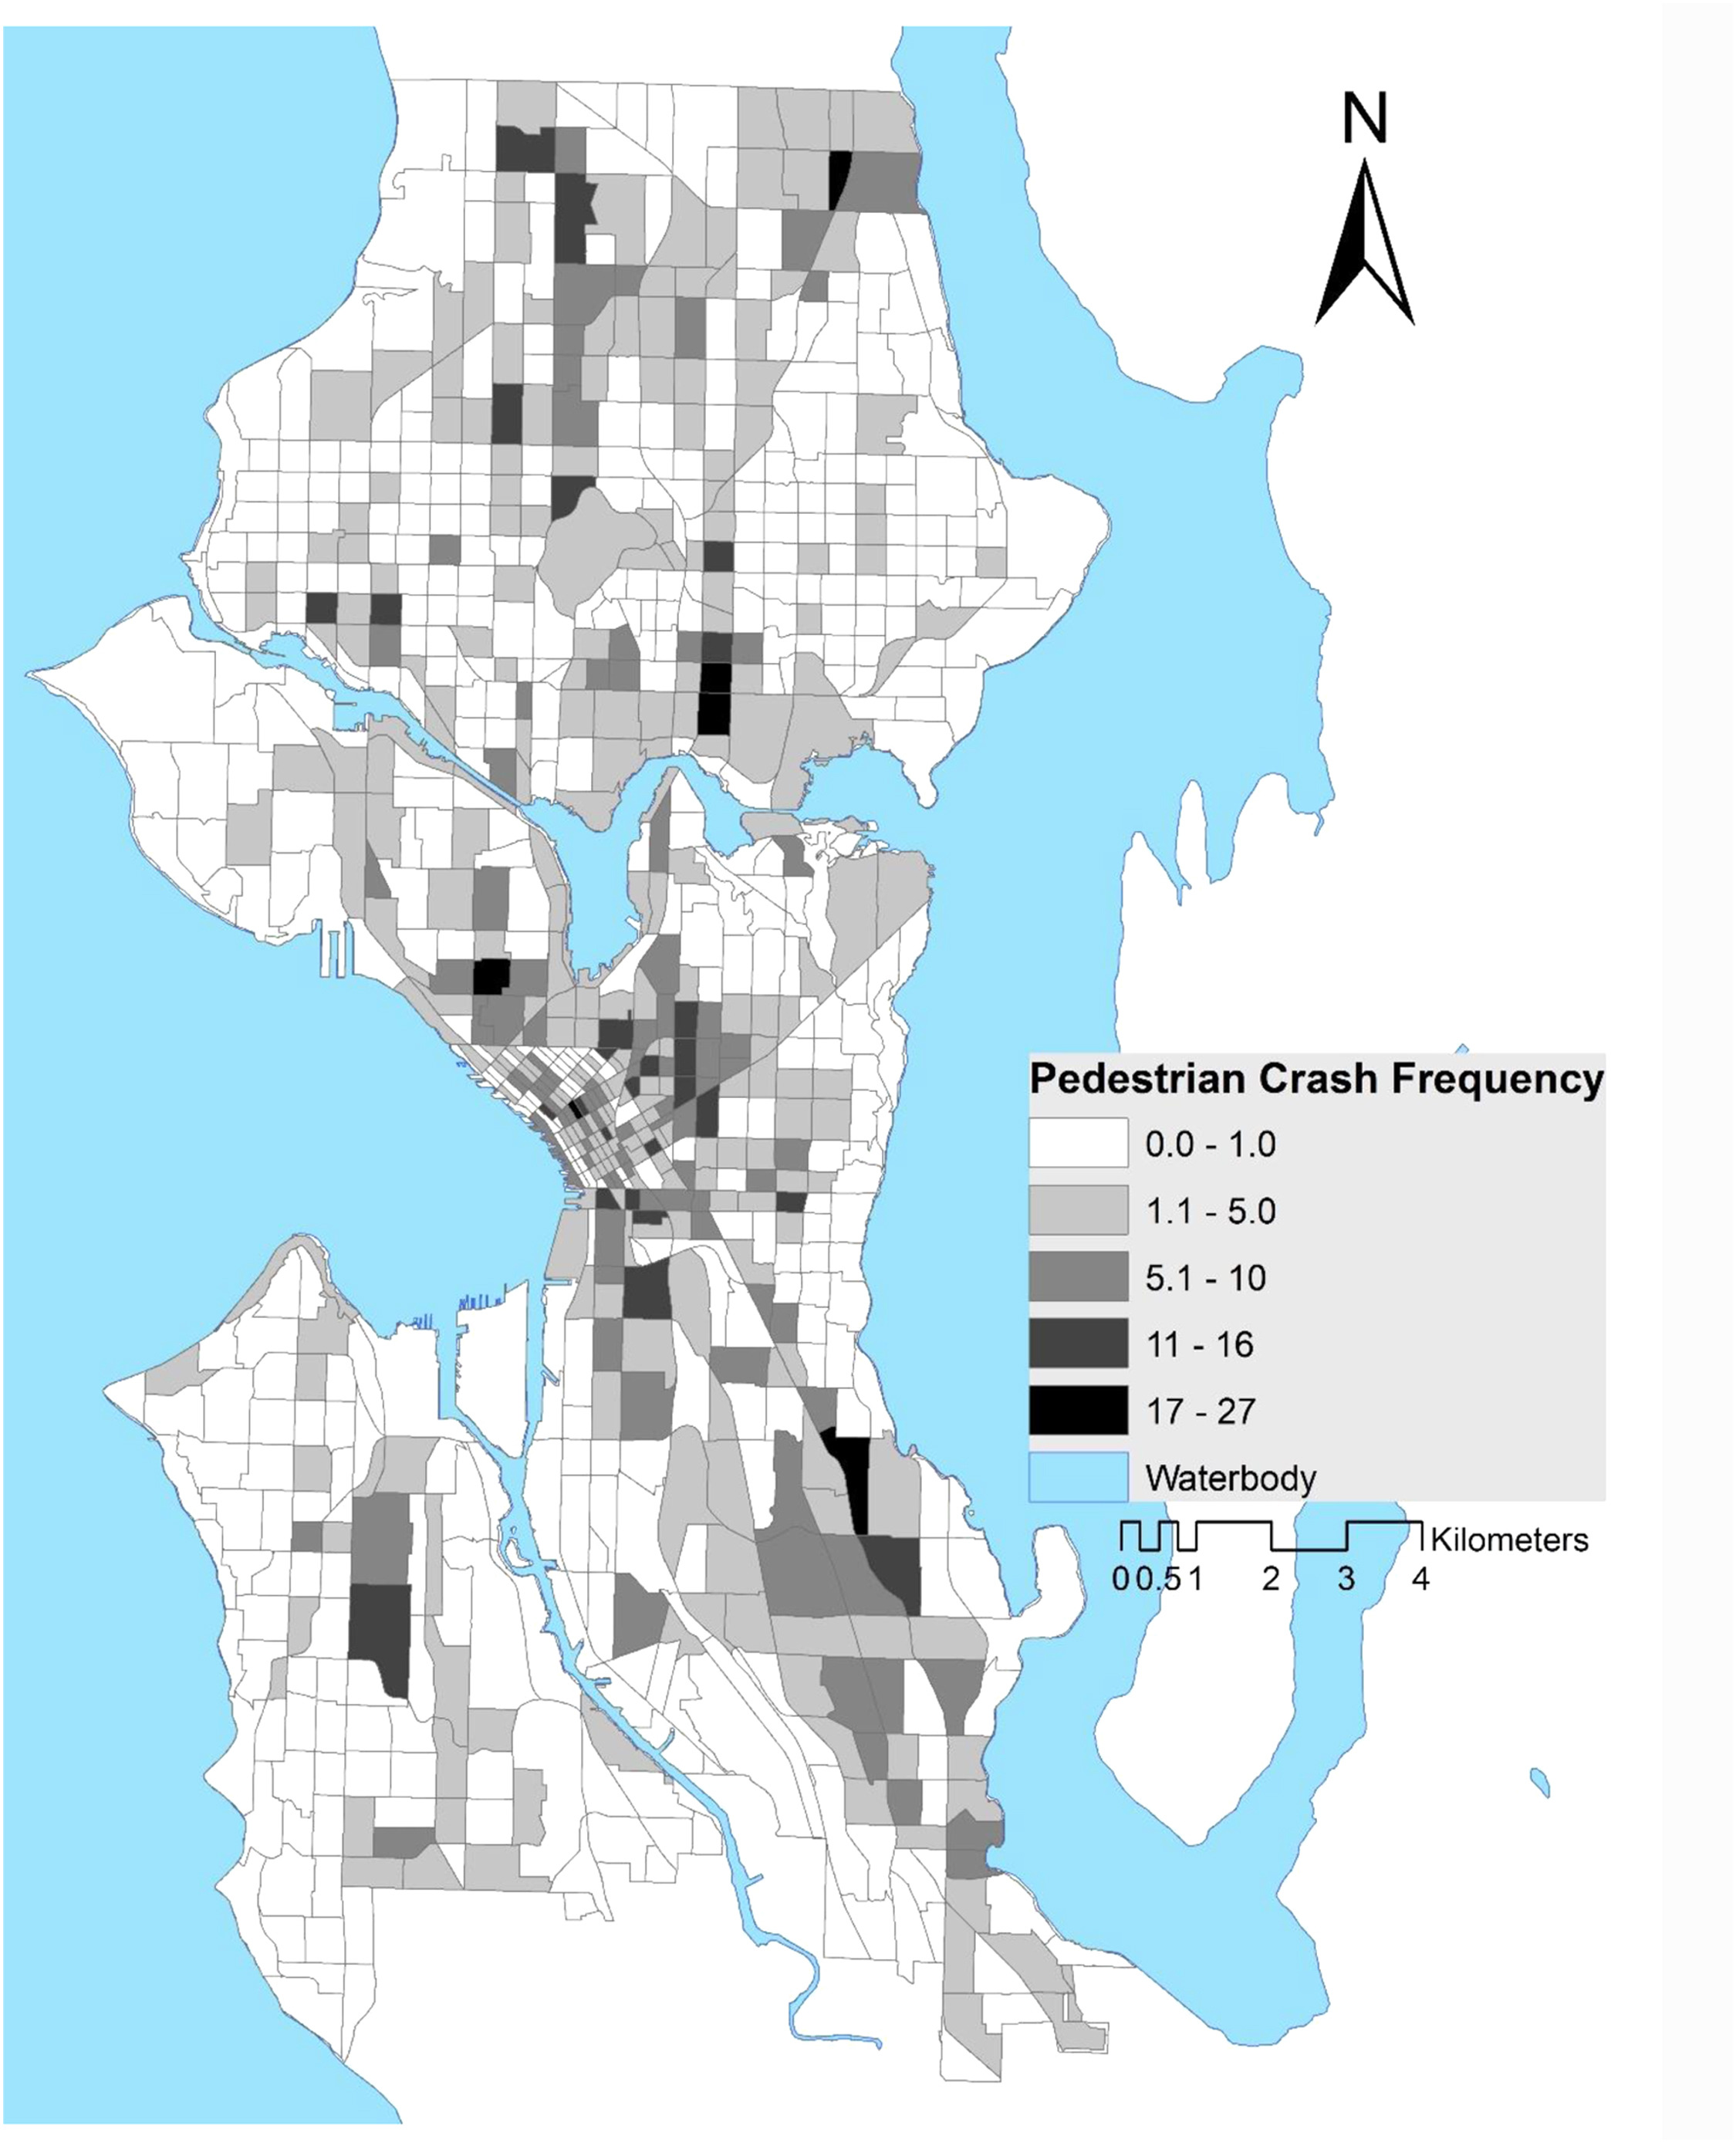 N
Pedestrian Crash Frequency
0.0 - 1.0
1.1 - 5.0
5.1 - 10
11 - 16
17 - 27
Waterbody
Kilometers
0 0.5 1 2 3 4